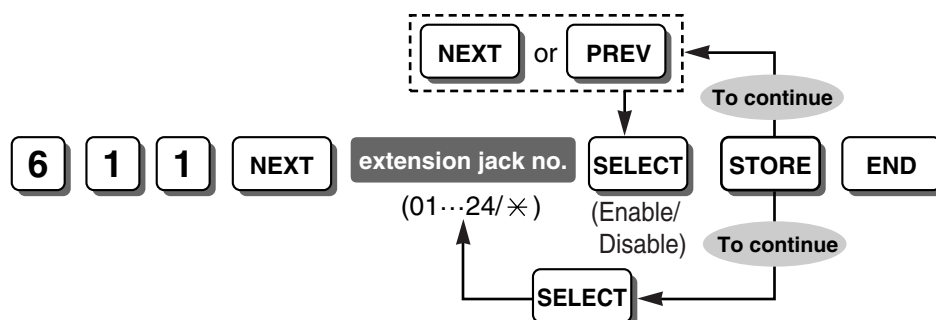 NEXT or PREV
To continue
6 1 1 NEXT extension jack no. SELECT STORE END
(01···24/✳)
(Enable/
Disable)
To continue
SELECT